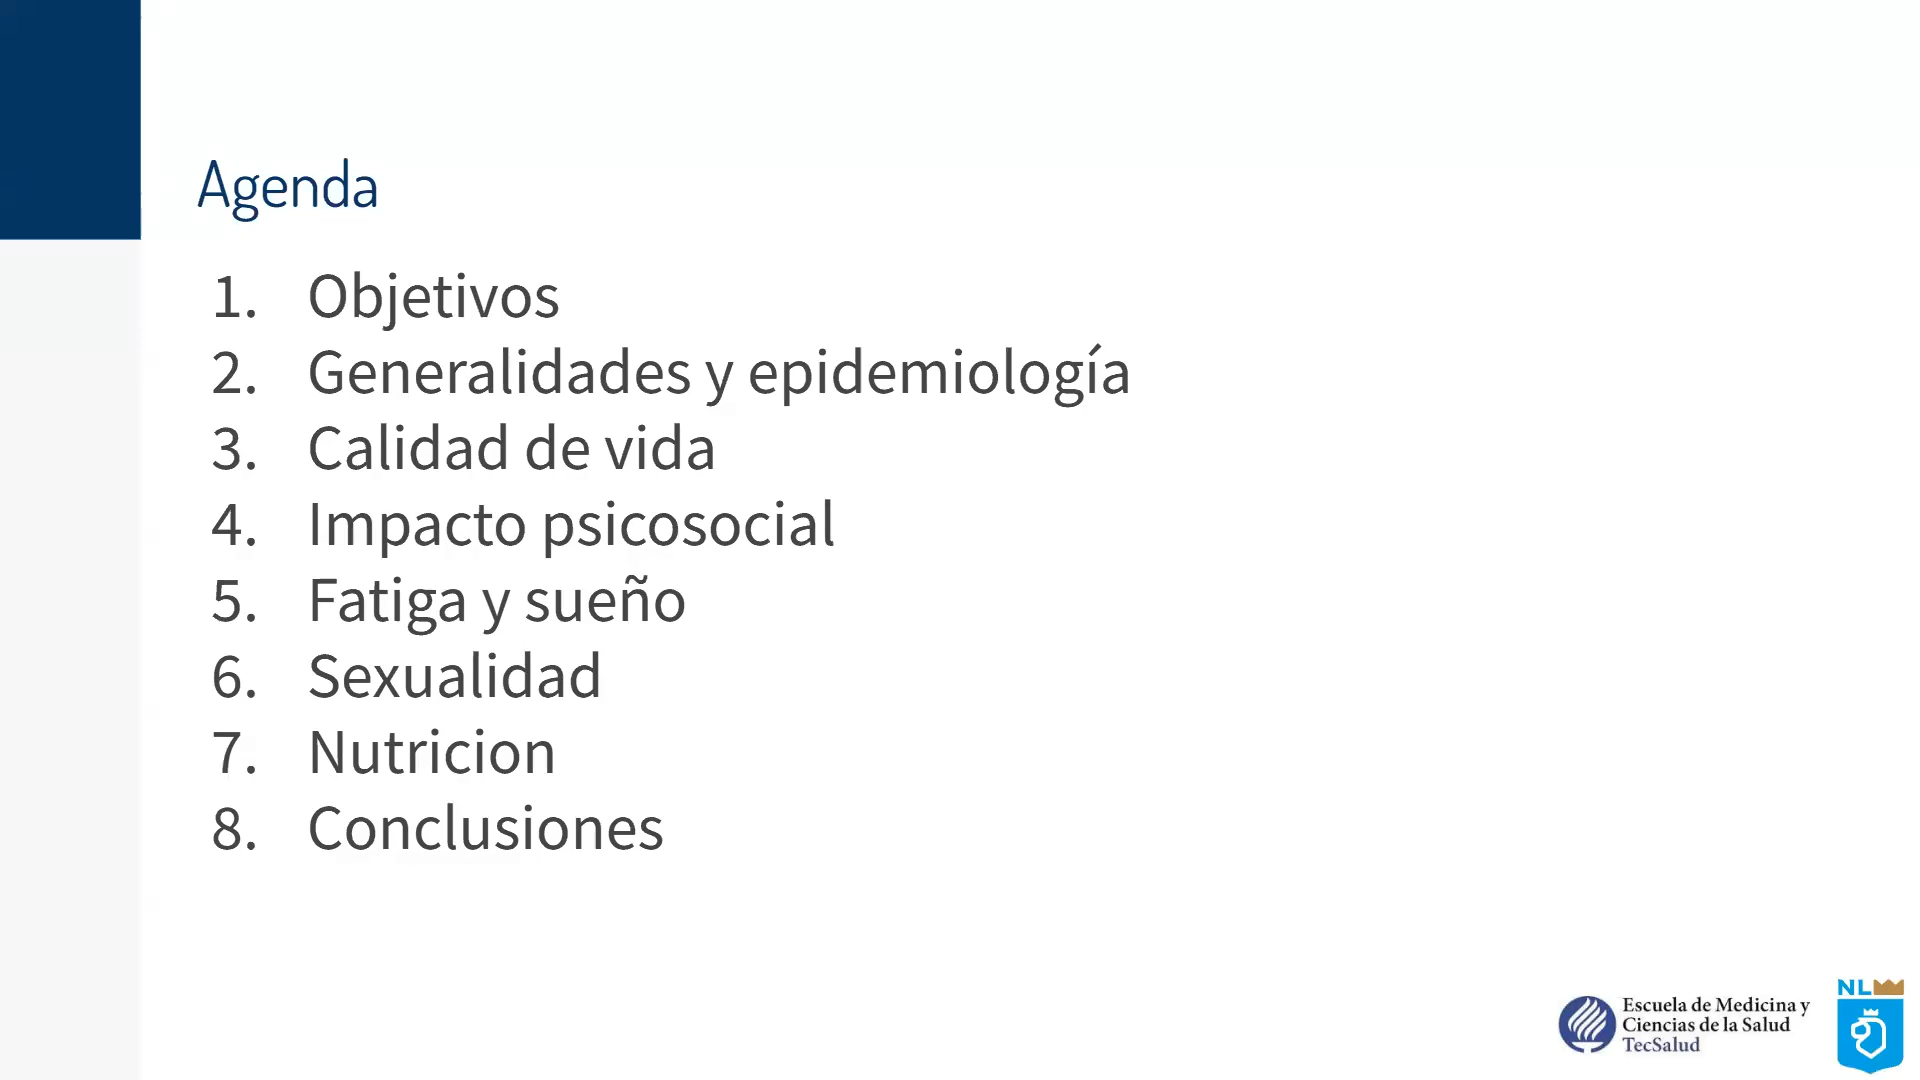 Agenda
1. Objetivos
2. Generalidades y epidemiología
3. Calidad de vida
4. Impacto psicosocial
5. Fatiga y sueño
6. Sexualidad
7. Nutricion
8. Conclusiones
Escuela de Medicina y
Ciencias de la Salud
TecSalud
NL